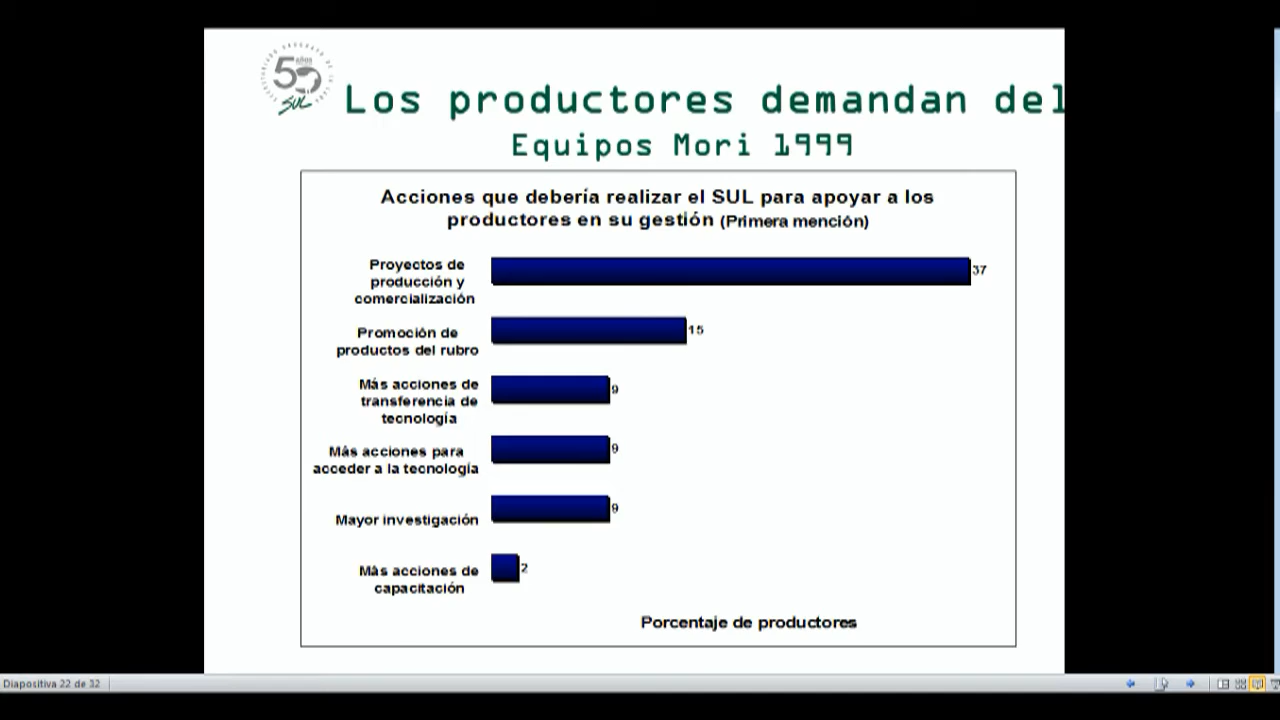 50
años
SUL
Los productores demandan del
Equipos Mori 1999
Acciones que debería realizar el SUL para apoyar a los
productores en su gestión (Primera mención)
Proyectos de
producción y
comercialización
37
Promoción de
productos del rubro
15
Más acciones de
transferencia de
tecnología
9
Más acciones para
acceder a la tecnología
9
Mayor investigación
9
Más acciones de
capacitación
2
Porcentaje de productores
Diapositiva 22 de 32